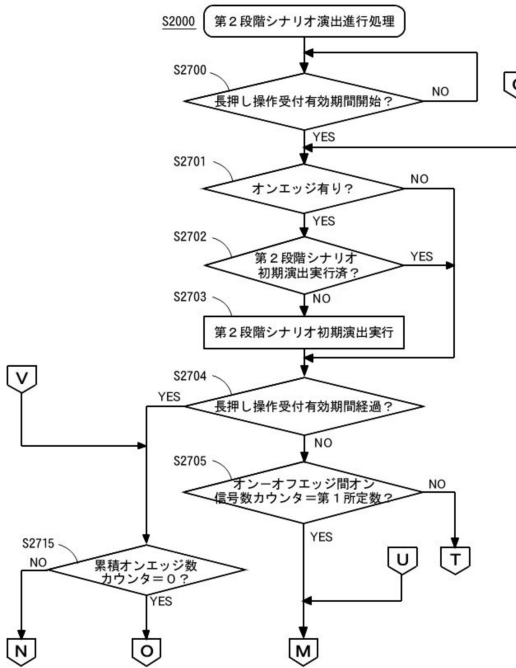 S2000
第2段階シナリオ演出進行処理
S2700
長押し操作受付有効期間開始?
NO
YES
S2701
オンエッジ有り?
NO
YES
S2702
第2段階シナリオ
初期演出実行済?
YES
NO
S2703
第2段階シナリオ初期演出実行
V
S2704
長押し操作受付有効期間経過?
YES
NO
S2705
オンーオフエッジ間オン
信号数カウンタ=第1所定数?
NO
YES
S2715
累積オンエッジ数
カウンタ=0?
NO
YES
U
T
N
O
M